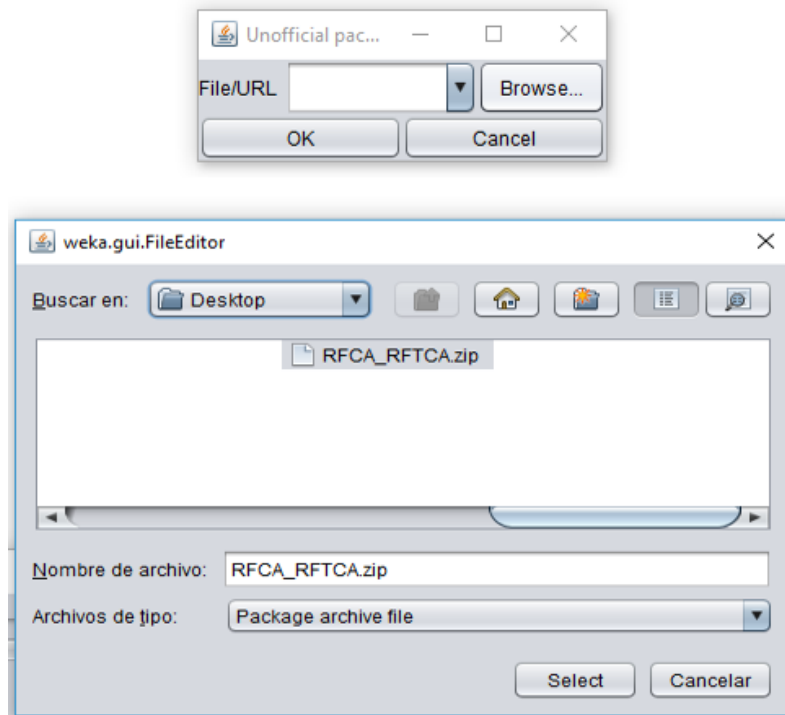 Unofficial pac...
File/URL Browse...
OK Cancel
weka.gui.FileEditor
Buscar en: Desktop
RFCA_RFTCA.zip
Nombre de archivo: RFCA_RFTCA.zip
Archivos de tipo: Package archive file
Select Cancelar